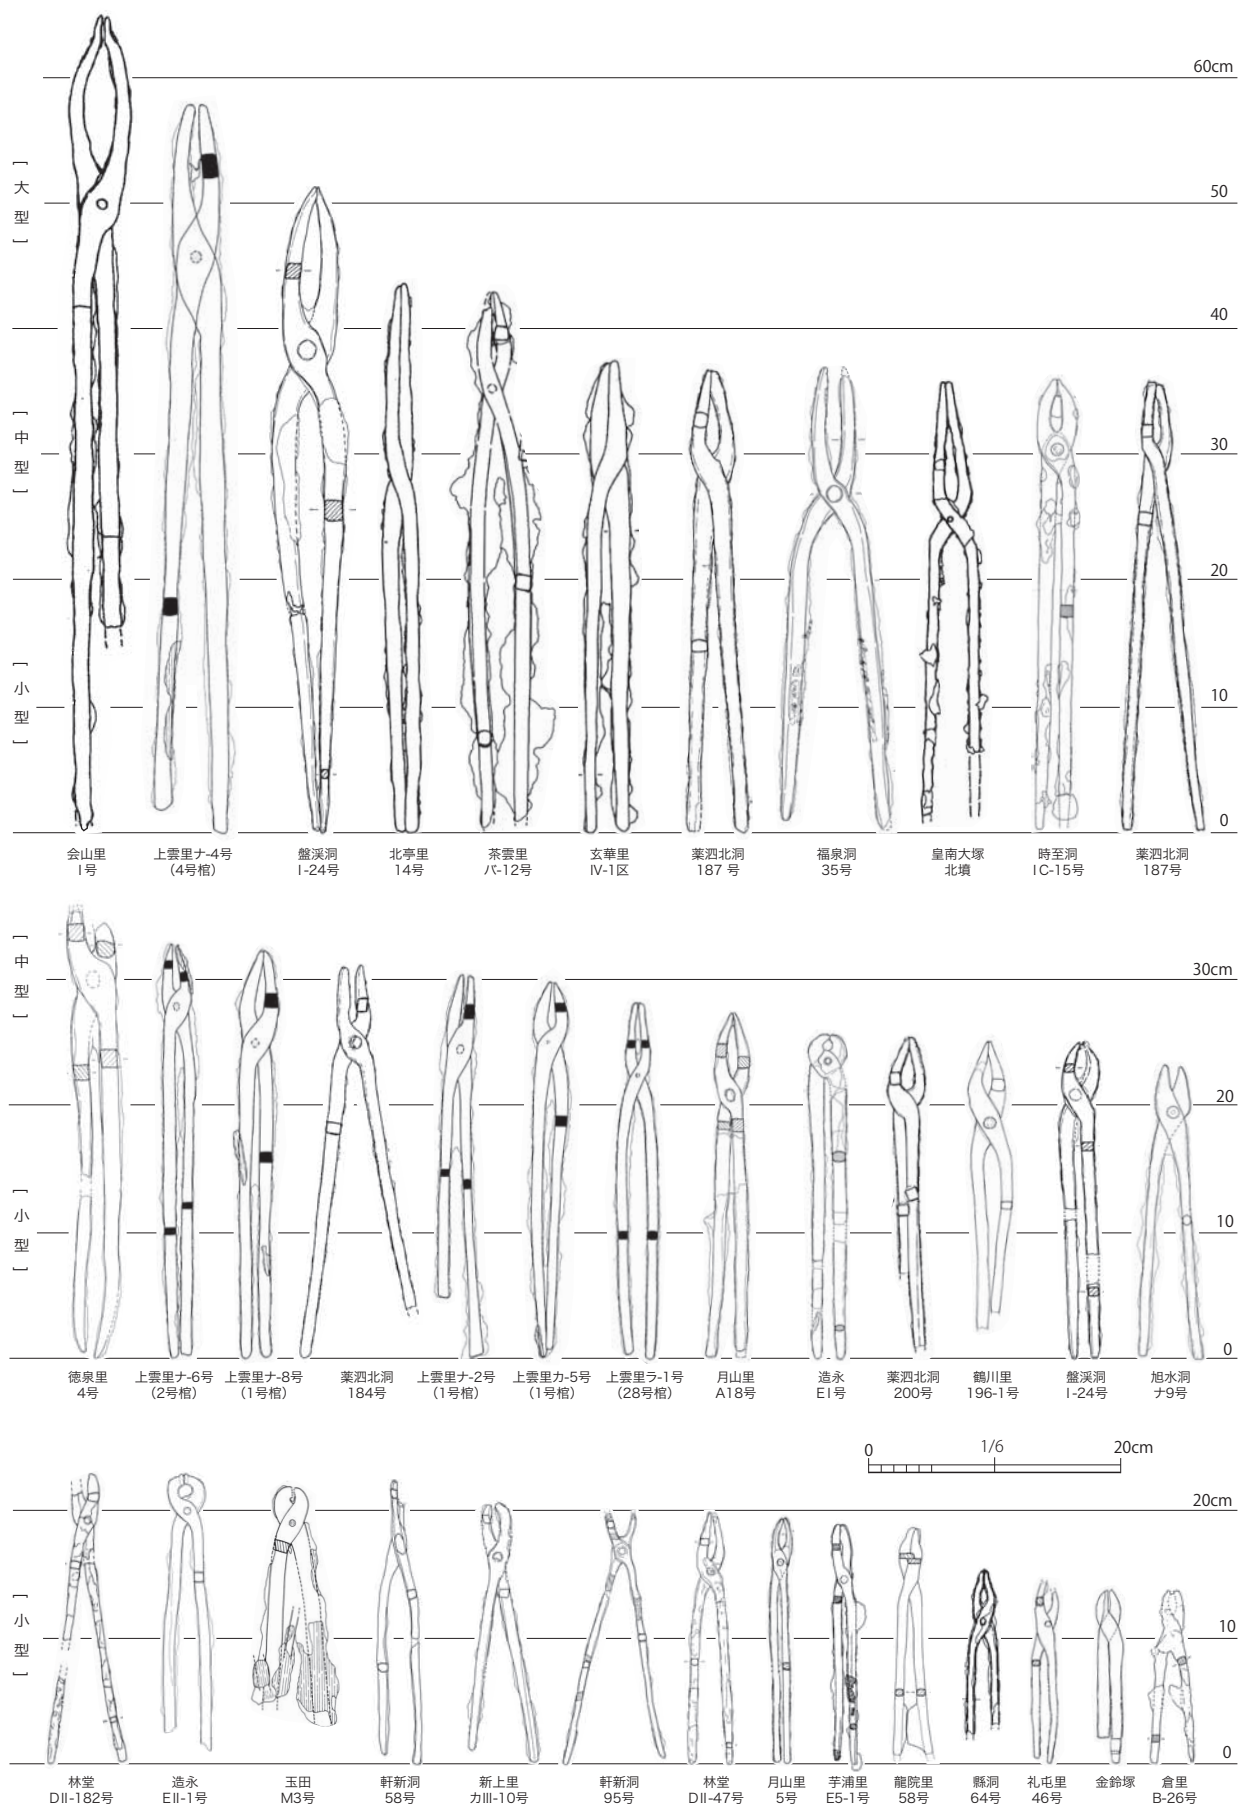 60cm
[大型]
50
40
[中型]
30
20
[小型]
10
0
会山里 上雲里ナ-4号 盤渓洞 北亭里 茶雲里 玄華里 薬泗北洞 福泉洞 皇南大塚 時至洞 薬泗北洞
I号 (4号棺) I-24号 14号 バ-12号 IV-1区 187号 35号 北墳 IC-15号 187号
[中型]
30cm
20
[小型]
10
0
徳泉里 上雲里ナ-6号 上雲里ナ-8号 薬泗北洞 上雲里ナ-2号 上雲里カ-5号 上雲里ラ-1号 月山里 造永 薬泗北洞 鶴川里 盤渓洞 旭水洞
4号 (2号棺) (1号棺) 184号 (1号棺) (1号棺) (28号棺) A18号 EI号 200号 196-1号 I-24号 ナ9号
0 1/6 20cm
20cm
[小型]
10
0
林堂 造永 玉田 軒新洞 新上里 軒新洞 林堂 月山里 芋浦里 龍院里 縣洞 礼屯里 金鈴塚 倉里
DII-182号 EII-1号 M3号 58号 カIII-10号 95号 DII-47号 5号 E5-1号 58号 64号 46号 B-26号